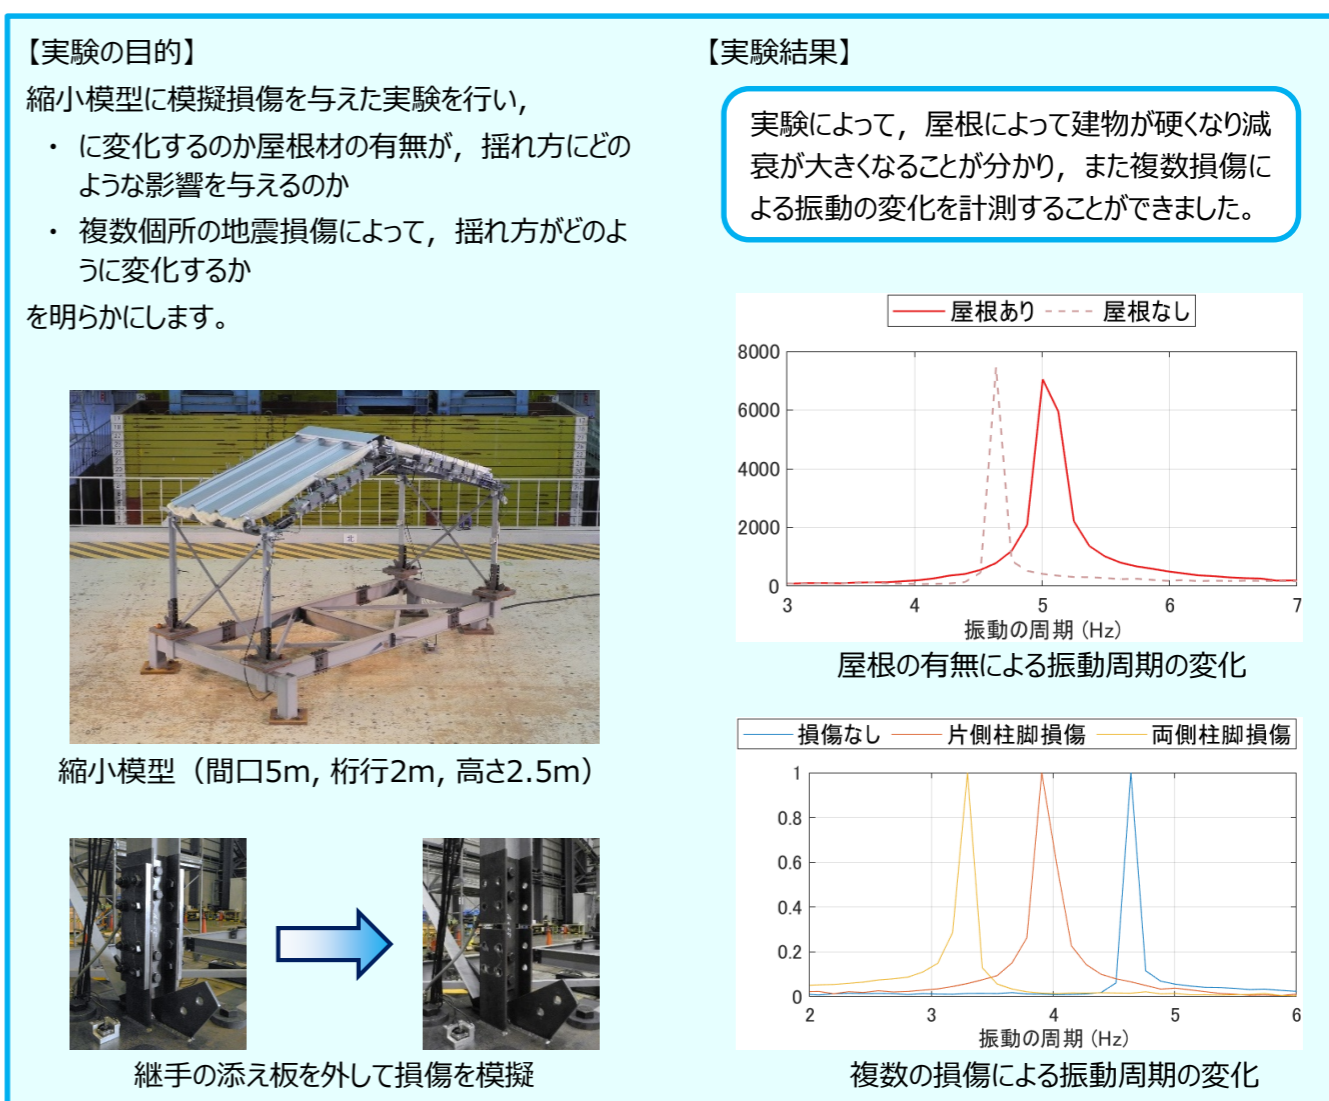 【実験の目的】
縮小模型に模擬損傷を与えた実験を行い，
・ に変化するのか屋根材の有無が，揺れ方にどの
ような影響を与えるのか
・ 複数個所の地震損傷によって，揺れ方がどのよ
うに変化するか
を明らかにします。
縮小模型（間口5m, 桁行2m, 高さ2.5m）
継手の添え板を外して損傷を模擬
【実験結果】
実験によって，屋根によって建物が硬くなり減
衰が大きくなることが分かり，また複数損傷に
よる振動の変化を計測することができました。
屋根あり 屋根なし
8000
6000
4000
2000
0
3 4 5 6 7
振動の周期 (Hz)
屋根の有無による振動周期の変化
損傷なし 片側柱脚損傷 両側柱脚損傷
1
0.8
0.6
0.4
0.2
0
2 3 4 5 6
振動の周期 (Hz)
複数の損傷による振動周期の変化